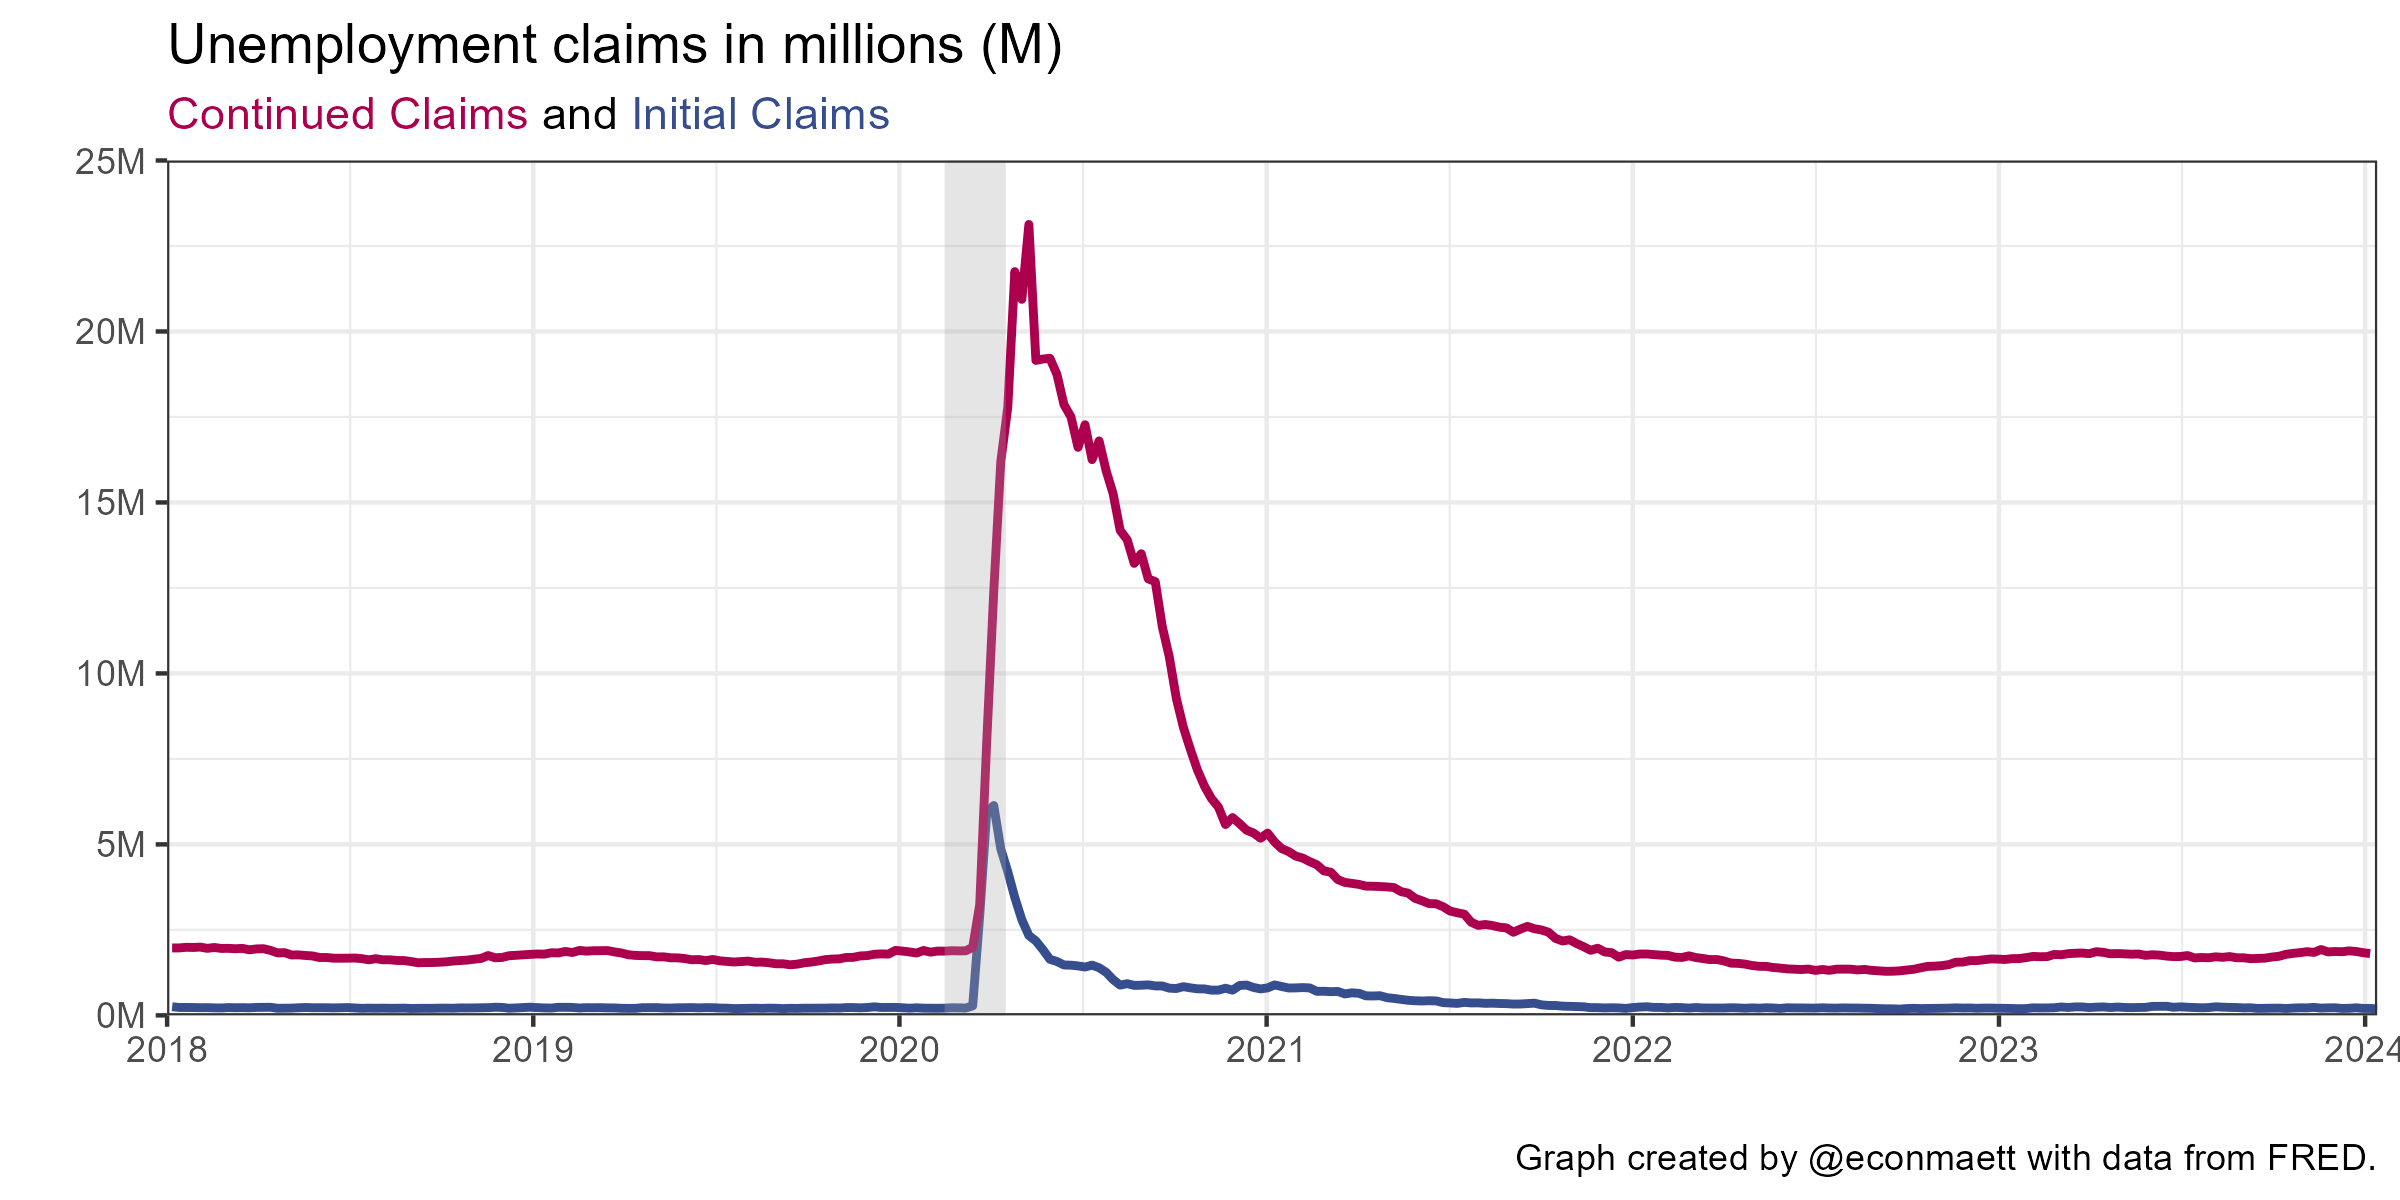 Unemployment claims in millions (M)
Continued Claims and Initial Claims
25M
20M
15M
10M
5M
0M
2018 2019 2020 2021 2022 2023 2024
Graph created by @econmaett with data from FRED.